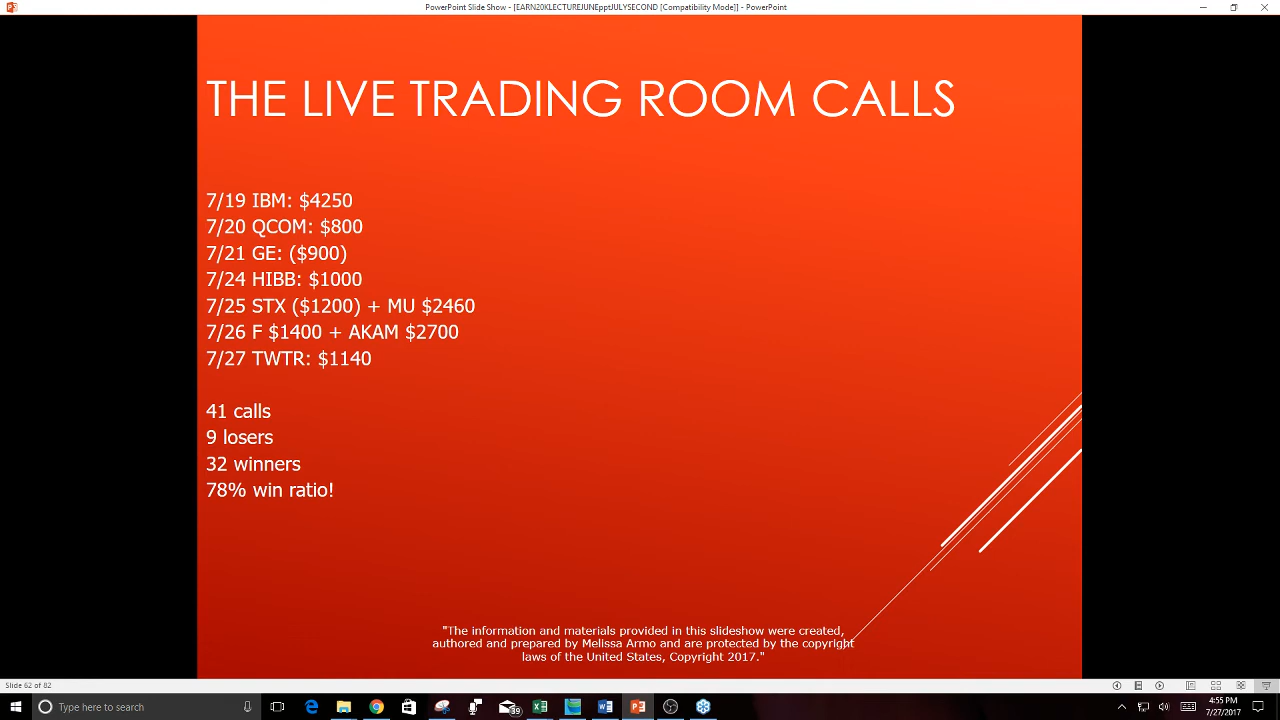 PowerPoint Slide Show - [EARN20KLECTUREJUNEpptJULYSECOND [Compatibility Mode]] - PowerPoint
THE LIVE TRADING ROOM CALLS
7/19 IBM: $4250
7/20 QCOM: $800
7/21 GE: ($900)
7/24 HIBB: $1000
7/25 STX ($1200) + MU $2460
7/26 F $1400 + AKAM $2700
7/27 TWTR: $1140
41 calls
9 losers
32 winners
78% win ratio!
"The information and materials provided in this slideshow were created,
authored and prepared by Melissa Armo and are protected by the copyright
laws of the United States, Copyright 2017."
Slide 62 of 82
Type here to search
4:55 PM
7/27/2017